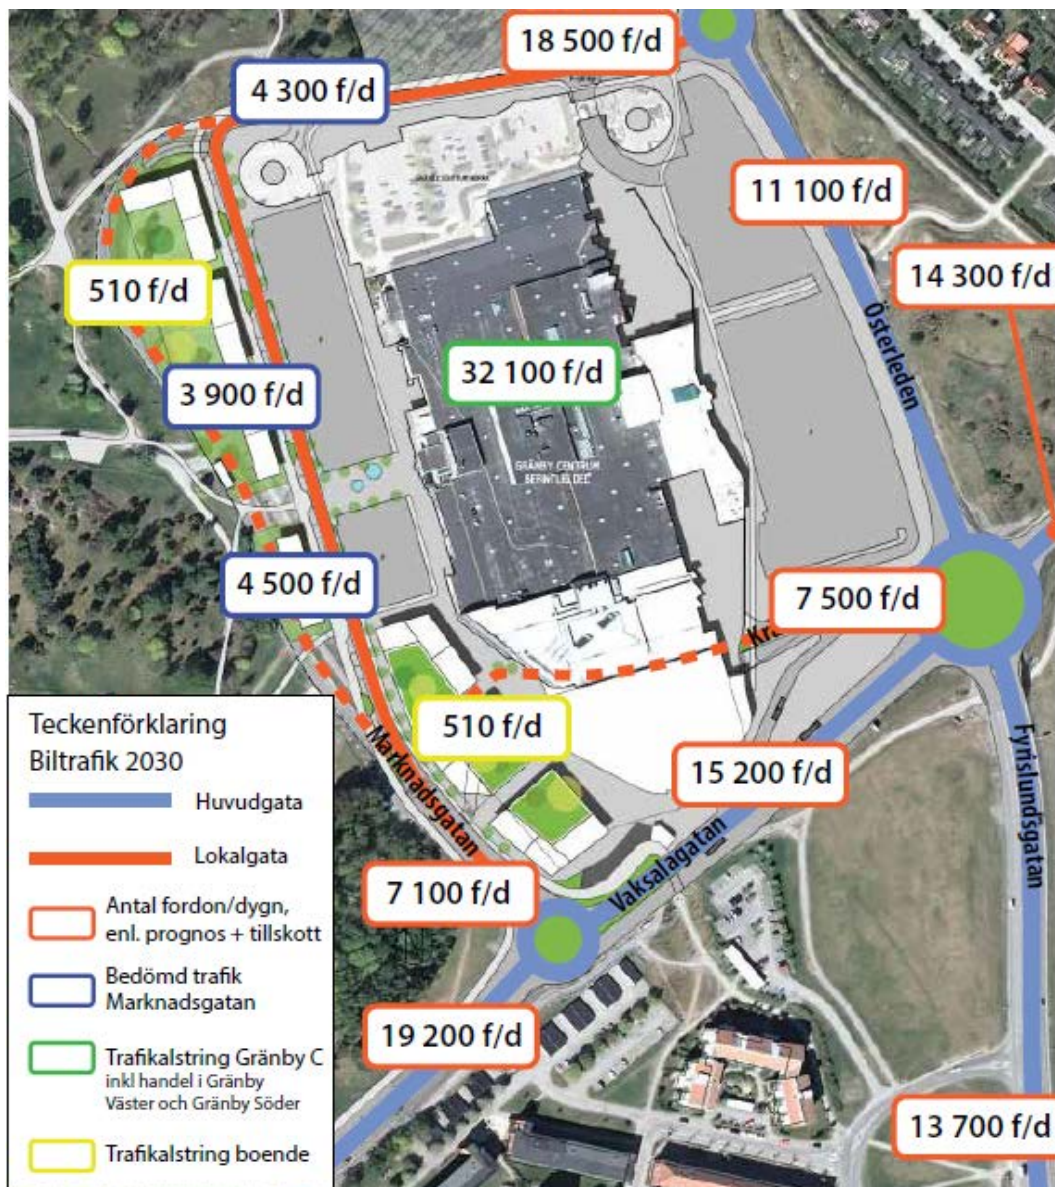 18 500 f/d
4 300 f/d
11 100 f/d
510 f/d
14 300 f/d
Österleden
32 100 f/d
3 900 f/d
GRÄNBY CENTRUM
BEFINTLIG DEL
4 500 f/d
7 500 f/d
510 f/d
Marknadsgatan
15 200 f/d
Vaksalagatan
Fyrislundsgatan
7 100 f/d
19 200 f/d
13 700 f/d
Teckenförklaring
Biltrafik 2030
Huvudgata
Lokalgata
Antal fordon/dygn,
enl. prognos + tillskott
Bedömd trafik
Marknadsgatan
Trafikalstring Gränby C
inkl handel i Gränby
Väster och Gränby Söder
Trafikalstring boende